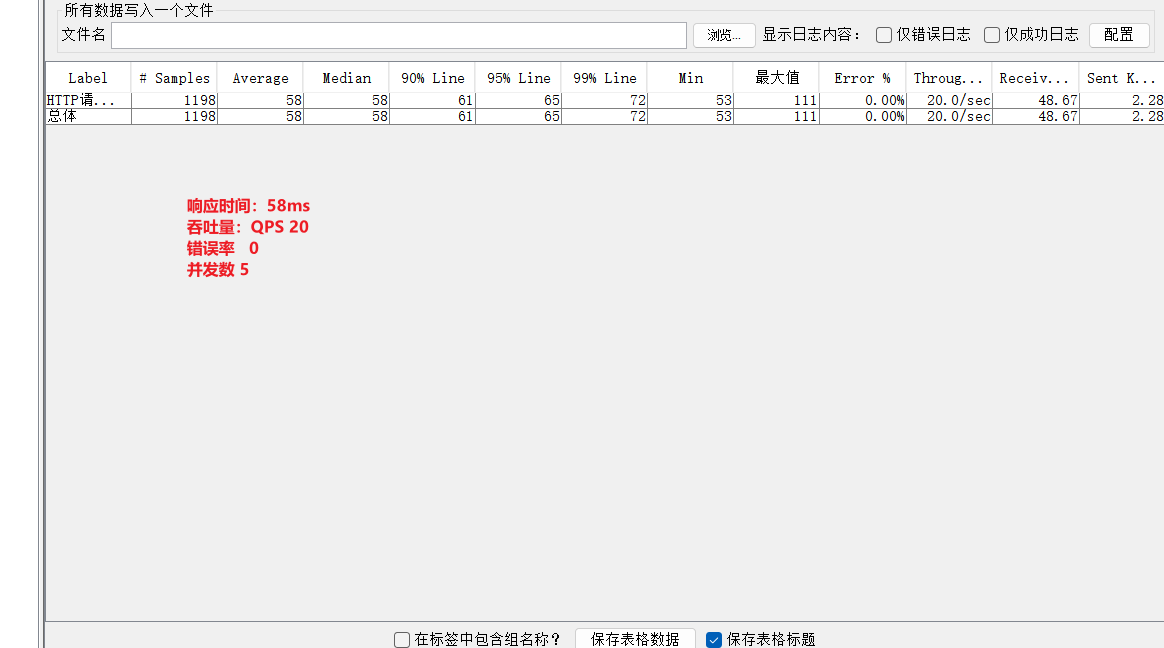 所有数据写入一个文件
文件名 浏览... 显示日志内容： 仅错误日志 仅成功日志 配置
Label # Samples Average Median 90% Line 95% Line 99% Line Min 最大值 Error % Throug... Receiv... Sent K...
HTTP请... 1198 58 58 61 65 72 53 111 0.00% 20.0/sec 48.67 2.28
总体 1198 58 58 61 65 72 53 111 0.00% 20.0/sec 48.67 2.28
响应时间：58ms
吞吐量：QPS 20
错误率 0
并发数 5
在标签中包含组名称？ 保存表格数据 保存表格标题